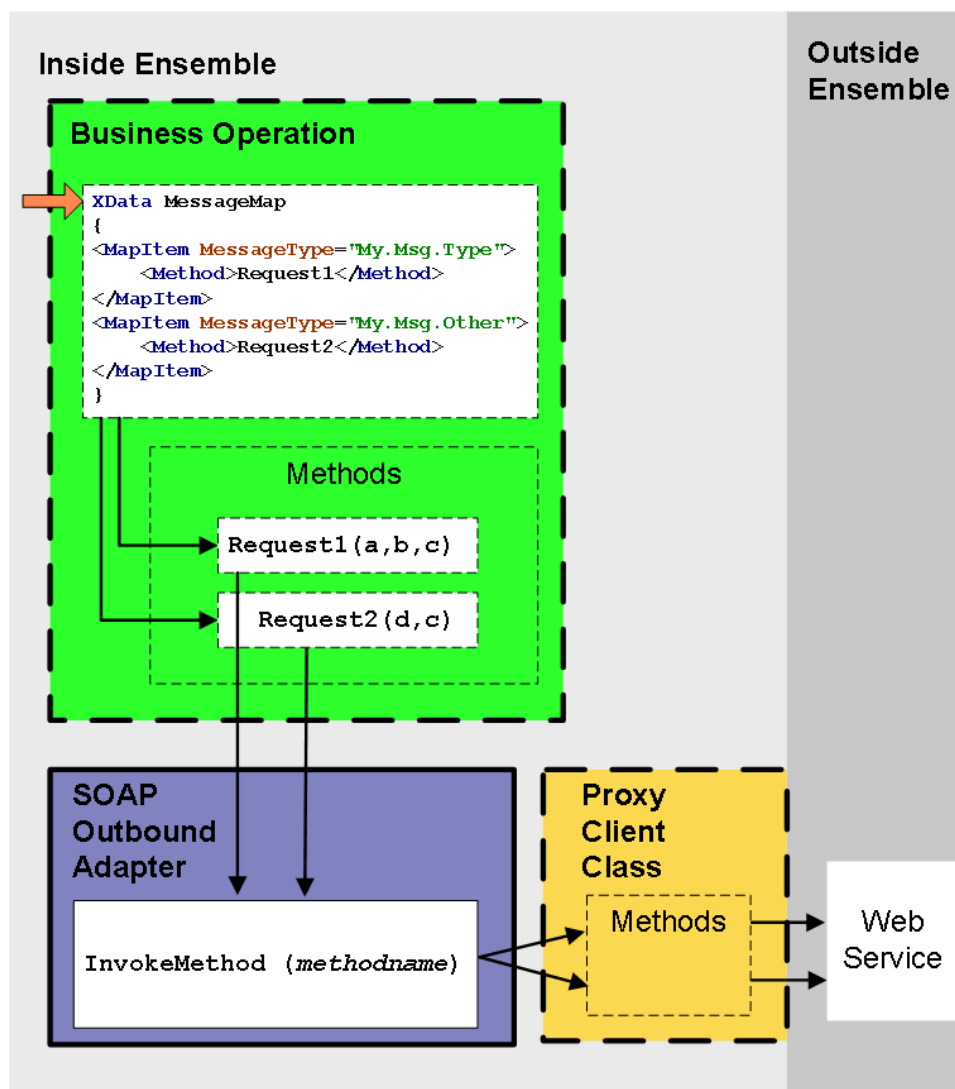 Inside Ensemble
Outside
Ensemble
Business Operation
XData MessageMap
{
<MapItem MessageType="My.Msg.Type">
    <Method>Request1</Method>
</MapItem>
<MapItem MessageType="My.Msg.Other">
    <Method>Request2</Method>
</MapItem>
}
Methods
Request1(a,b,c)
Request2(d,c)
SOAP
Outbound
Adapter
InvokeMethod (methodname)
Proxy
Client
Class
Methods
Web
Service